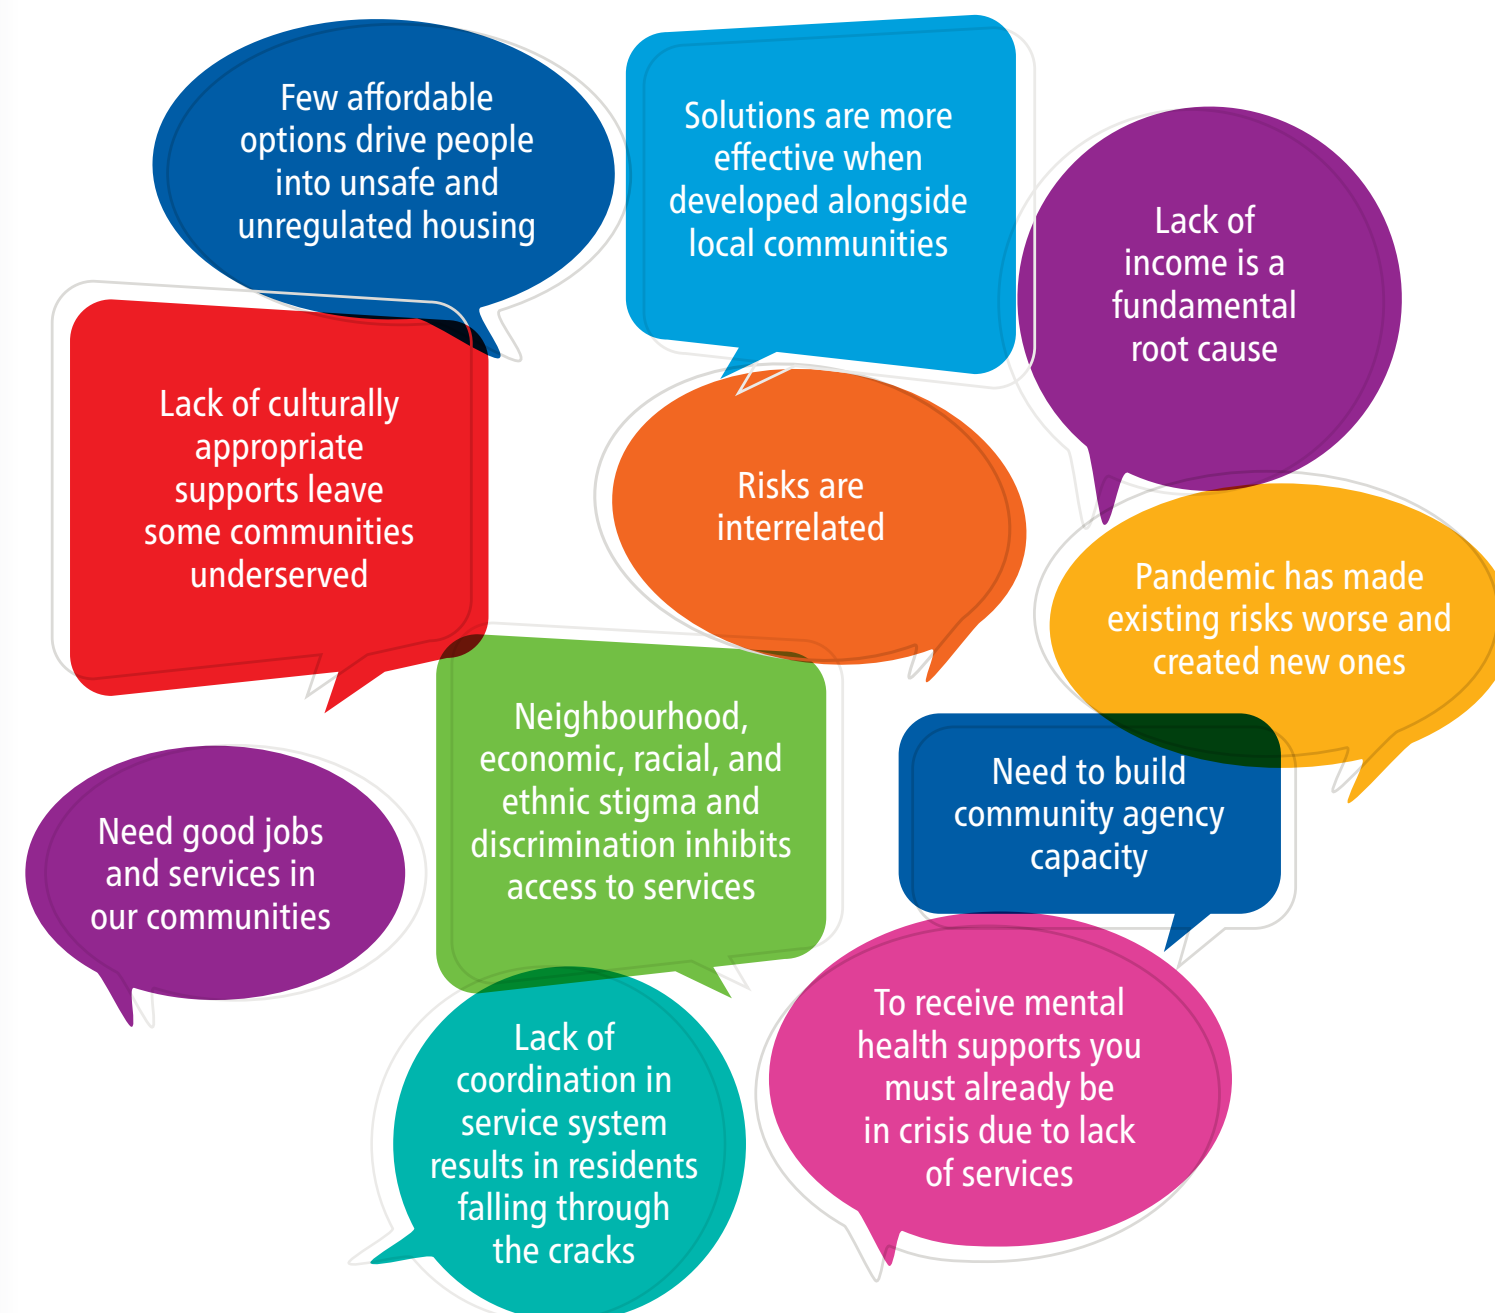 Few affordable
options drive people
into unsafe and
unregulated housing
Solutions are more
effective when
developed alongside
local communities
Lack of
income is a
fundamental
root cause
Lack of culturally
appropriate
supports leave
some communities
underserved
Risks are
interrelated
Pandemic has made
existing risks worse and
created new ones
Neighbourhood,
economic, racial, and
ethnic stigma and
discrimination inhibits
access to services
Need to build
community agency
capacity
Need good jobs
and services in
our communities
Lack of
coordination in
service system
results in residents
falling through
the cracks
To receive mental
health supports you
must already be
in crisis due to lack
of services